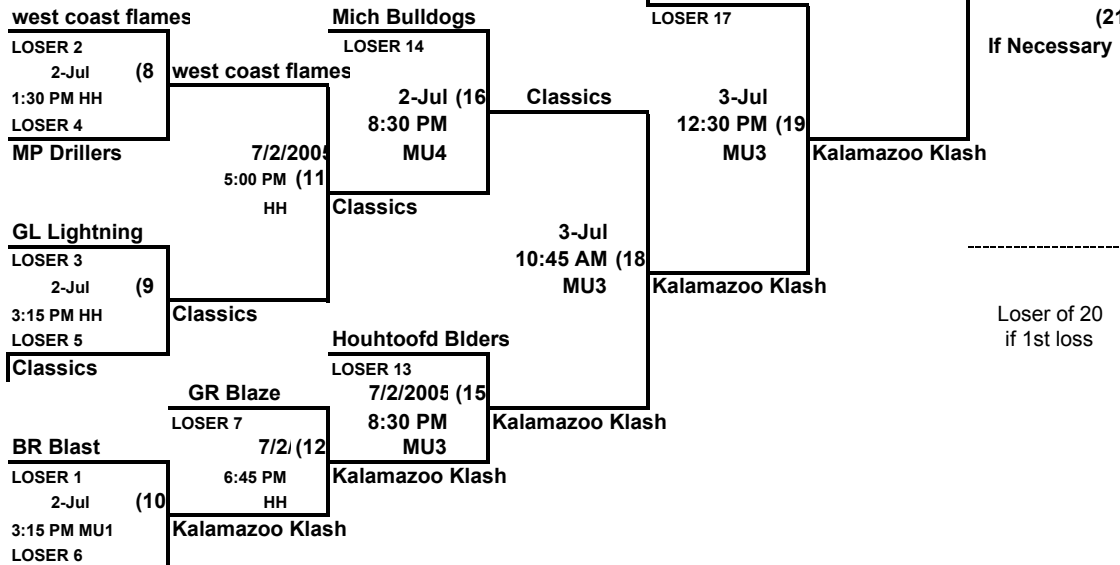 west coast flames
Mich Bulldogs
LOSER 17
(21
LOSER 2
LOSER 14
If Necessary
2-Jul (8
west coast flames
1:30 PM HH
2-Jul (16
Classics
3-Jul
LOSER 4
8:30 PM
12:30 PM (19
MP Drillers
7/2/2005
MU4
MU3
Kalamazoo Klash
5:00 PM (11
HH
Classics
GL Lightning
3-Jul
LOSER 3
10:45 AM (18
2-Jul (9
MU3
Kalamazoo Klash
3:15 PM HH
Classics
Loser of 20
LOSER 5
Houhtoofd Blders
if 1st loss
Classics
LOSER 13
GR Blaze
7/2/2005 (15
LOSER 7
8:30 PM
Kalamazoo Klash
BR Blast
7/2/ (12
MU3
LOSER 1
6:45 PM
Kalamazoo Klash
2-Jul (10
HH
3:15 PM MU1
Kalamazoo Klash
LOSER 6